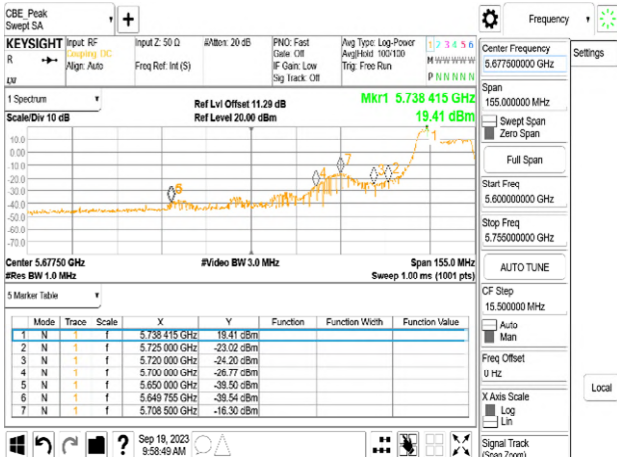 CBE_Peak
Swept SA
+
Frequency
KEYSIGHT
R
Input: RF
Coupling: DC
Align: Auto
Input Z: 50 Ω
Freq Ref: Int (S)
#Atten: 20 dB
PNO: Fast
Gate: Off
IF Gain: Low
Sig Track: Off
Avg Type: Log-Power
Avg|Hold: 100/100
Trig: Free Run
1 2 3 4 5 6
M W W W W W
P N N N N N
Center Frequency
5.677500000 GHz
Settings
1 Spectrum
Scale/Div 10 dB
Ref Lvl Offset 11.29 dB
Ref Level 20.00 dBm
Mkr1 5.738 415 GHz
19.41 dBm
Span
155.000000 MHz
Swept Span
Zero Span
Full Span
Start Freq
5.600000000 GHz
Stop Freq
5.755000000 GHz
AUTO TUNE
CF Step
15.500000 MHz
Auto
Man
Freq Offset
0 Hz
X Axis Scale
Log
Lin
Signal Track
(Span Zoom)
Local
10.0
0.00
-10.0
-20.0
-30.0
-40.0
-50.0
-60.0
-70.0
1
7
4
3
2
Center 5.67750 GHz
#Res BW 1.0 MHz
#Video BW 3.0 MHz
Span 155.0 MHz
Sweep 1.00 ms (1001 pts)
5 Marker Table
Mode Trace Scale X Y Function Function Width Function Value
1 N 1 f 5.738 415 GHz 19.41 dBm
2 N 1 f 5.725 000 GHz -23.02 dBm
3 N 1 f 5.720 000 GHz -24.20 dBm
4 N 1 f 5.700 000 GHz -26.77 dBm
5 N 1 f 5.650 000 GHz -39.50 dBm
6 N 1 f 5.649 755 GHz -39.54 dBm
7 N 1 f 5.708 500 GHz -16.30 dBm
?
Sep 19, 2023
9:58:49 AM